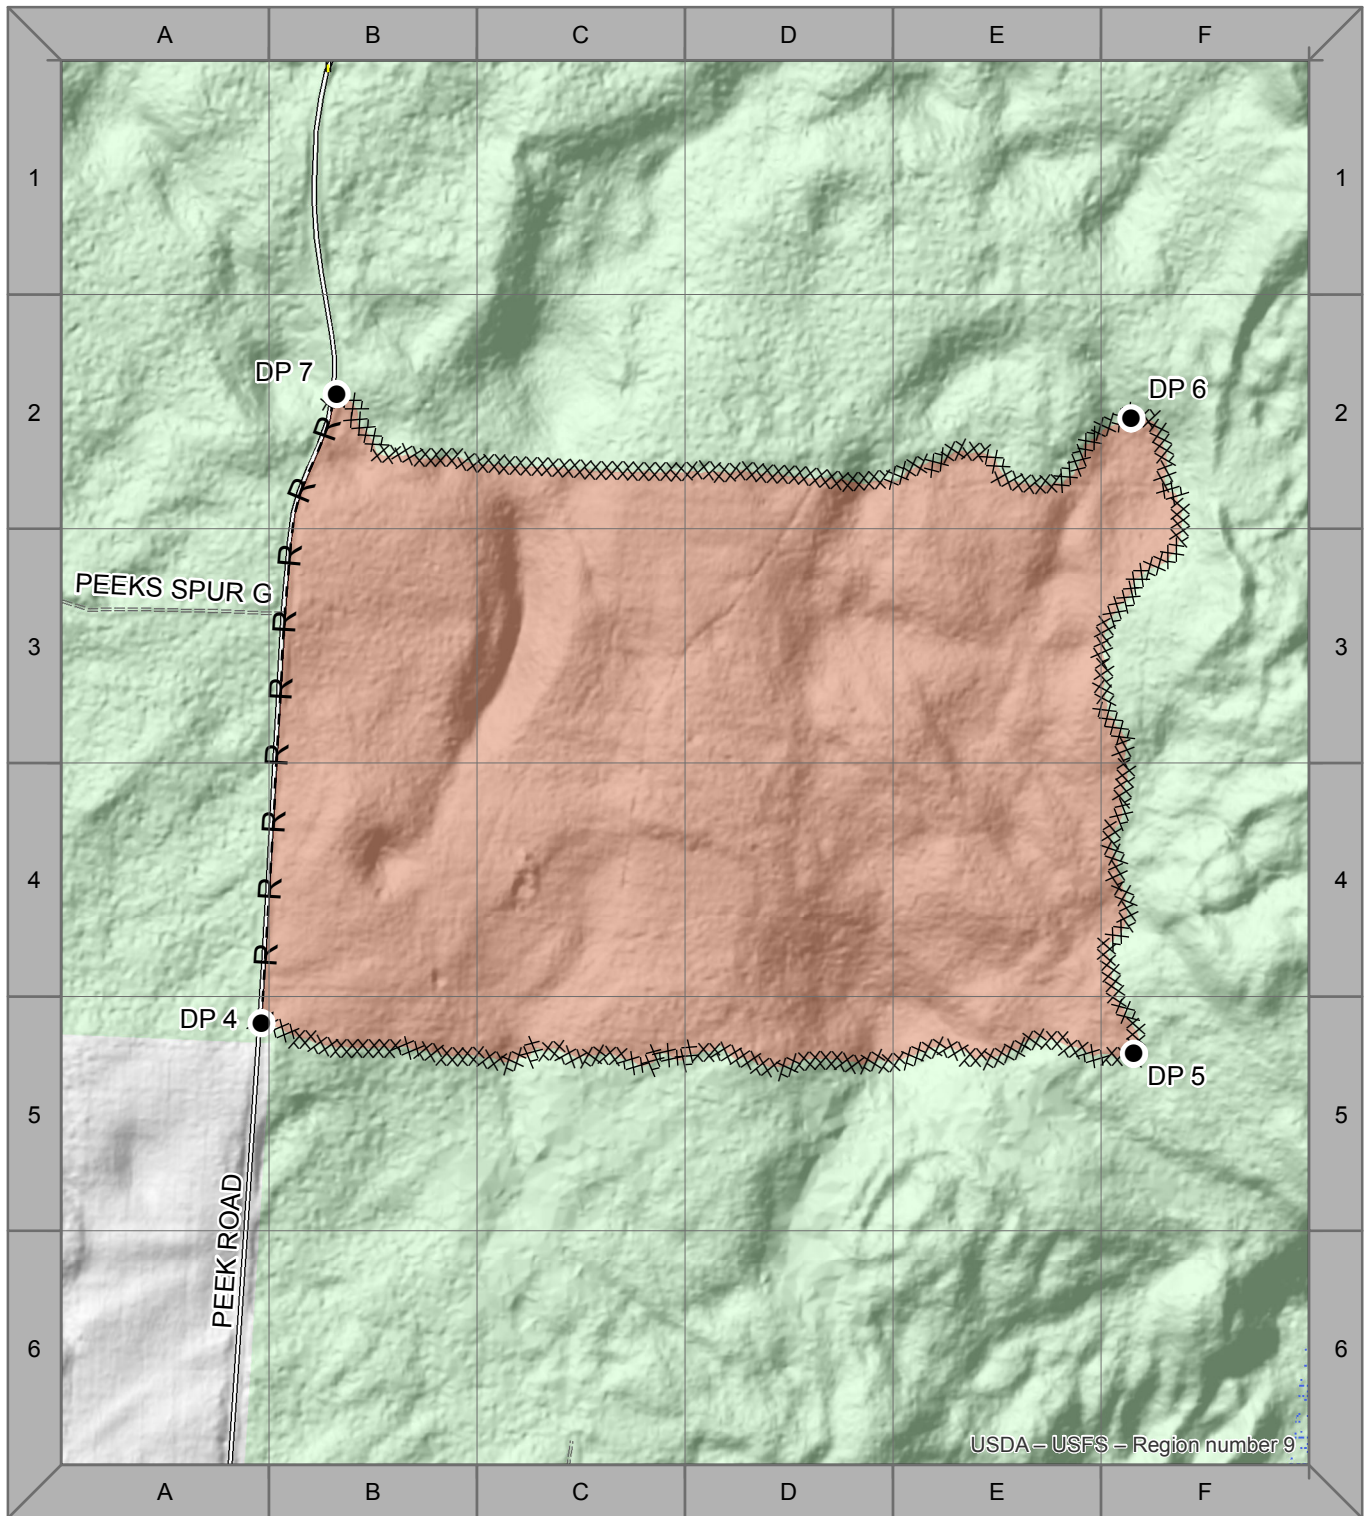 A B C D E F
1 1
DP 7
DP 6
2 2
R
R
R
PEEKS SPUR G
R
3 3
R
R
R
4 4
R
R
DP 4
DP 5
5 5
PEEK ROAD
6 6
USDA – USFS – Region number 9
A B C D E F